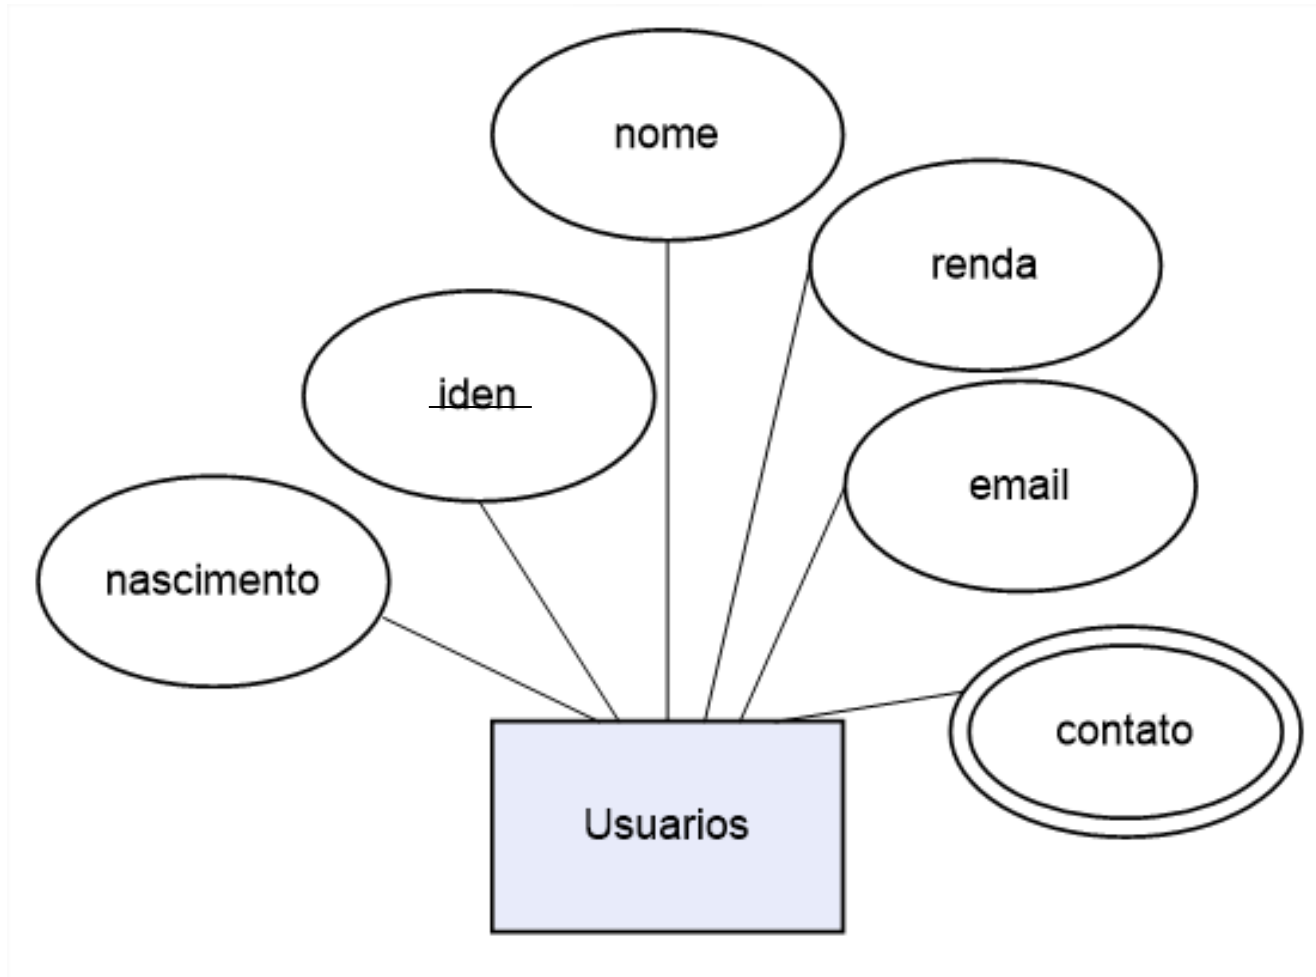 nome
renda
iden
email
nascimento
contato
Usuarios